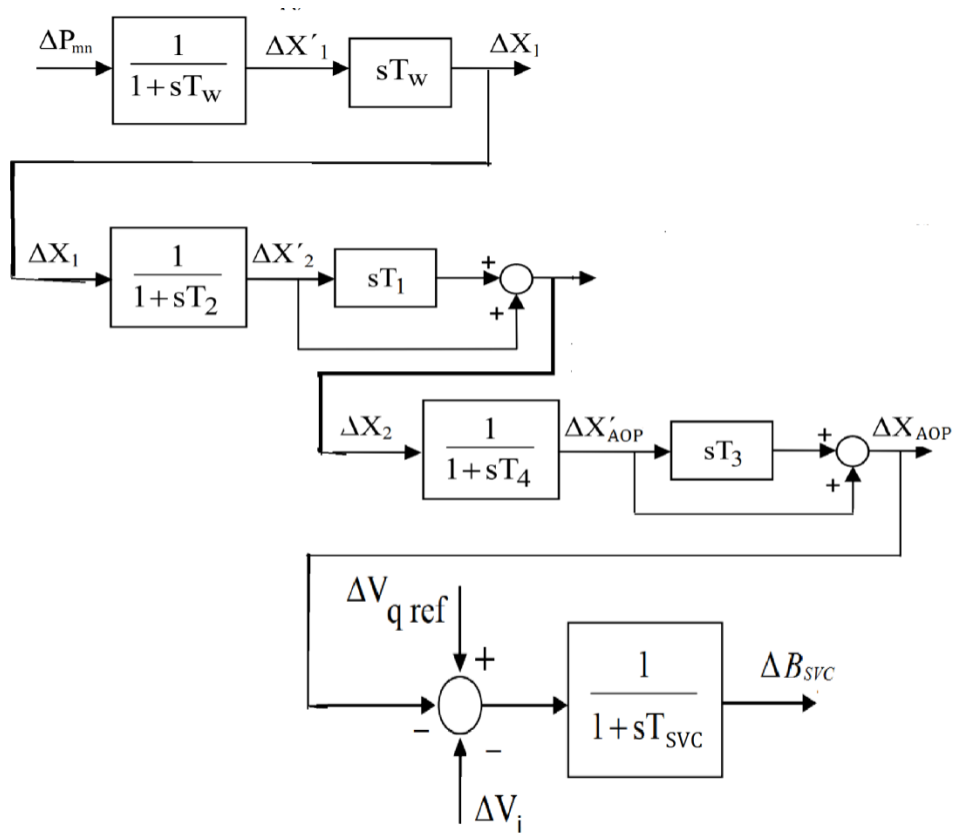 ΔP_mn
1
1+sT_W
ΔX´_1
sT_W
ΔX_1
ΔX_1
1
1+sT_2
ΔX´_2
sT_1
+
+
ΔX_2
1
1+sT_4
ΔX´_AOP
sT_3
+
+
ΔX_AOP
ΔV_q ref
+
−
−
ΔV_i
1
1+sT_SVC
ΔB_SVC